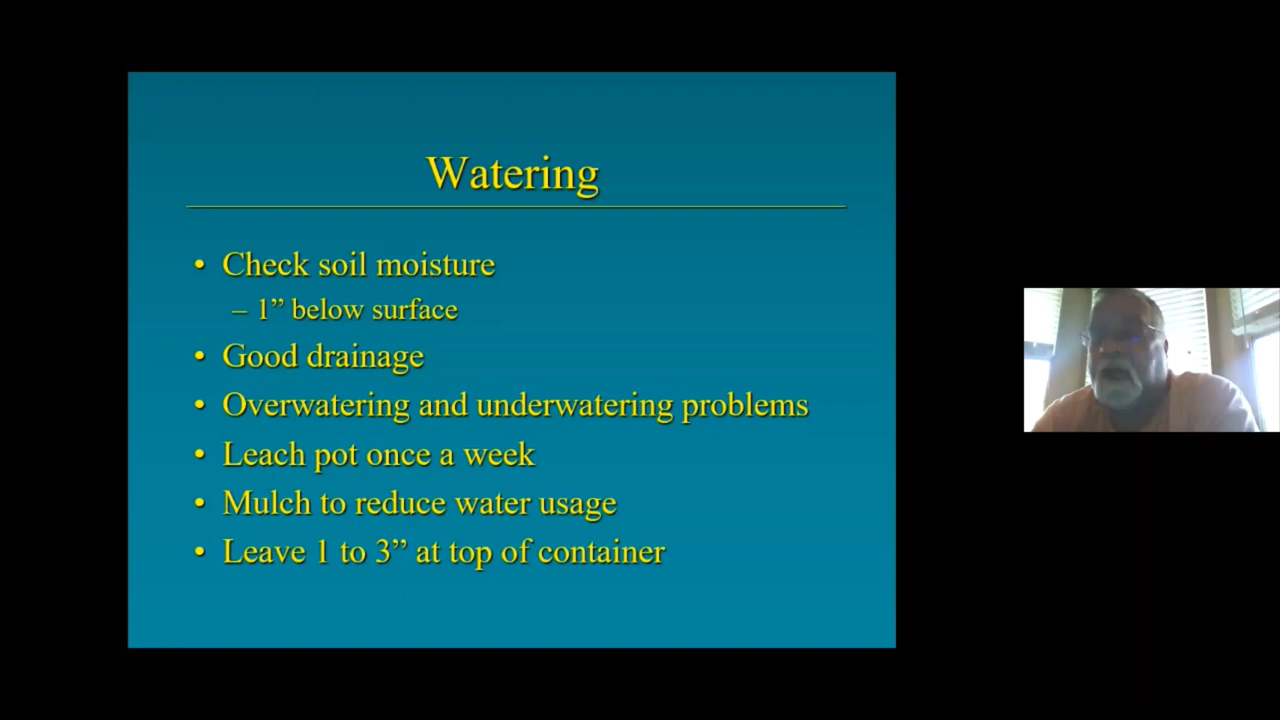 Watering
• Check soil moisture
– 1” below surface
• Good drainage
• Overwatering and underwatering problems
• Leach pot once a week
• Mulch to reduce water usage
• Leave 1 to 3” at top of container